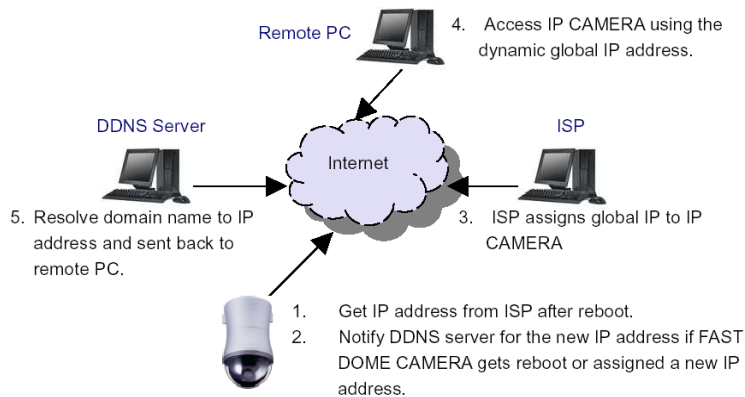 Remote PC
4. Access IP CAMERA using the
dynamic global IP address.
DDNS Server
ISP
Internet
5. Resolve domain name to IP
address and sent back to
remote PC.
3. ISP assigns global IP to IP
CAMERA
1. Get IP address from ISP after reboot.
2. Notify DDNS server for the new IP address if FAST
DOME CAMERA gets reboot or assigned a new IP
address.